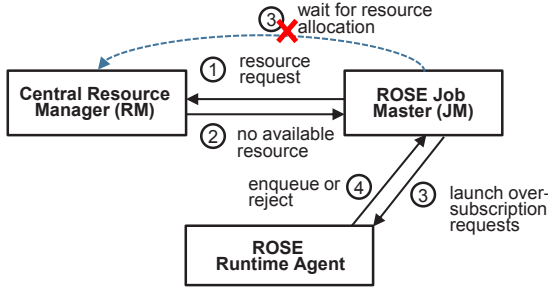 ③ wait for resource
allocation
① resource
request
Central Resource
Manager (RM)
ROSE Job
Master (JM)
② no available
resource
enqueue or
reject
④
③ launch over-
subscription
requests
ROSE
Runtime Agent